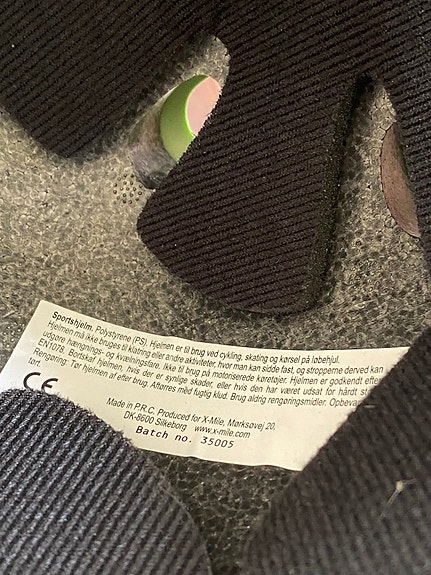 Sportshjelm. Polystyrene (PS). Hjelmen er til brug ved cykling, skating og kørsel på løbehjul.
Hjelmen må ikke bruges til klatring eller andre aktiviteter, hvor man kan sidde fast, og stropperne derved kan
udgøre hængnings- og kvælningsfare. Ikke til brug på motoriserede køretøjer. Hjelmen er godkendt efter
EN1078. Bortskaf hjelmen, hvis der er synlige skader, eller hvis den har været udsat for hårdt
Rengøring: Tør hjelmen af efter brug. Aftørres med fugtig klud. Brug aldrig rengøringsmidler.
tørt.
CE
Made in P.R.C. Produced for X-Mile, Mørksøvej 20,
DK-8600 Silkeborg www.x-mile.com
Batch no. 35005